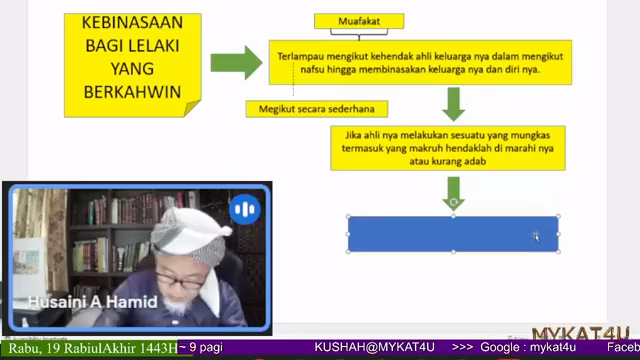 KEBINASAAN
BAGI LELAKI
YANG
BERKAHWIN
Muafakat
Terlampau mengikut kehendak ahli keluarga nya dalam mengikut
nafsu hingga membinasakan keluarga nya dan diri nya.
Megikut secara sederhana
Jika ahli nya melakukan sesuatu yang mungkas
termasuk yang makruh hendaklah di marahi nya
atau kurang adab
Husaini A Hamid
MYKAT4U
Rabu, 19 RabiulAkhir 1443H ~ 9 pagi KUSHAH@MYKAT4U >>> Google : mykat4u Faceb